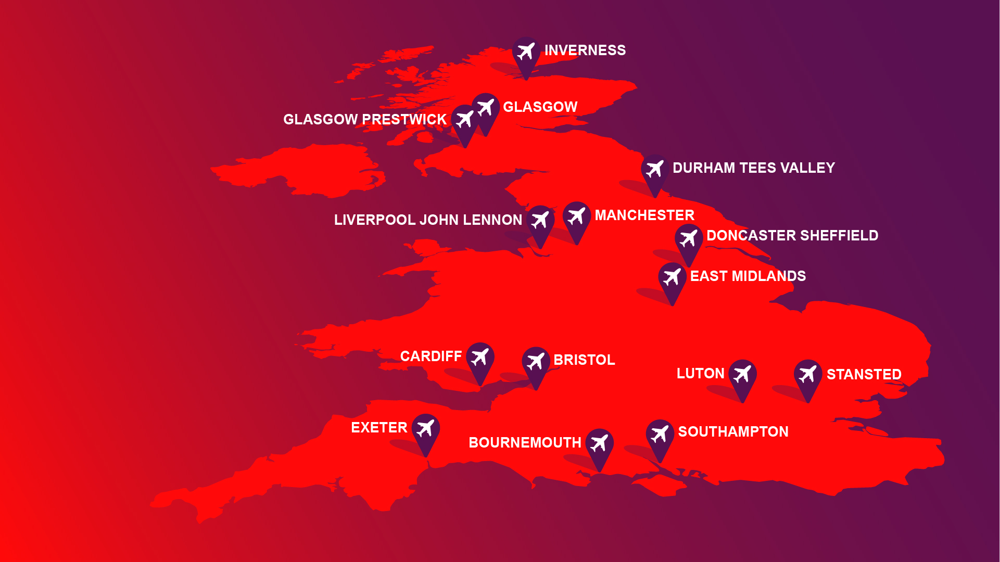 INVERNESS
GLASGOW
GLASGOW PRESTWICK
DURHAM TEES VALLEY
LIVERPOOL JOHN LENNON
MANCHESTER
DONCASTER SHEFFIELD
EAST MIDLANDS
CARDIFF
BRISTOL
LUTON
STANSTED
EXETER
BOURNEMOUTH
SOUTHAMPTON